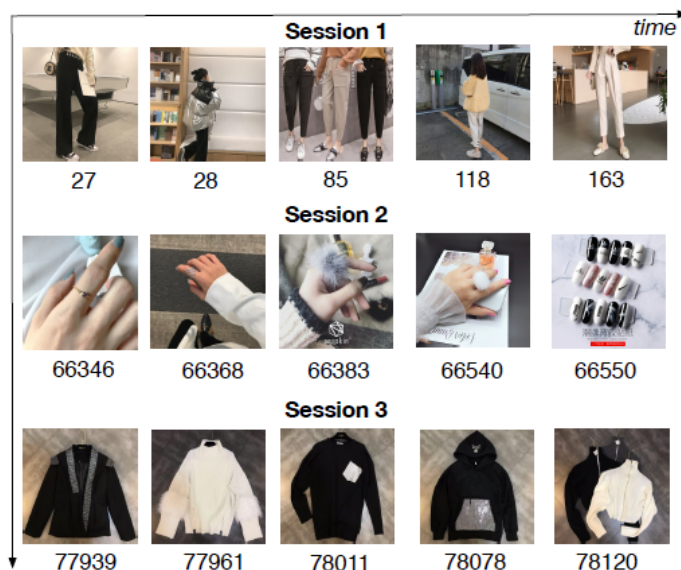 time
Session 1
27 28 85 118 163
Session 2
66346 66368 66383 66540 66550
Session 3
77939 77961 78011 78078 78120